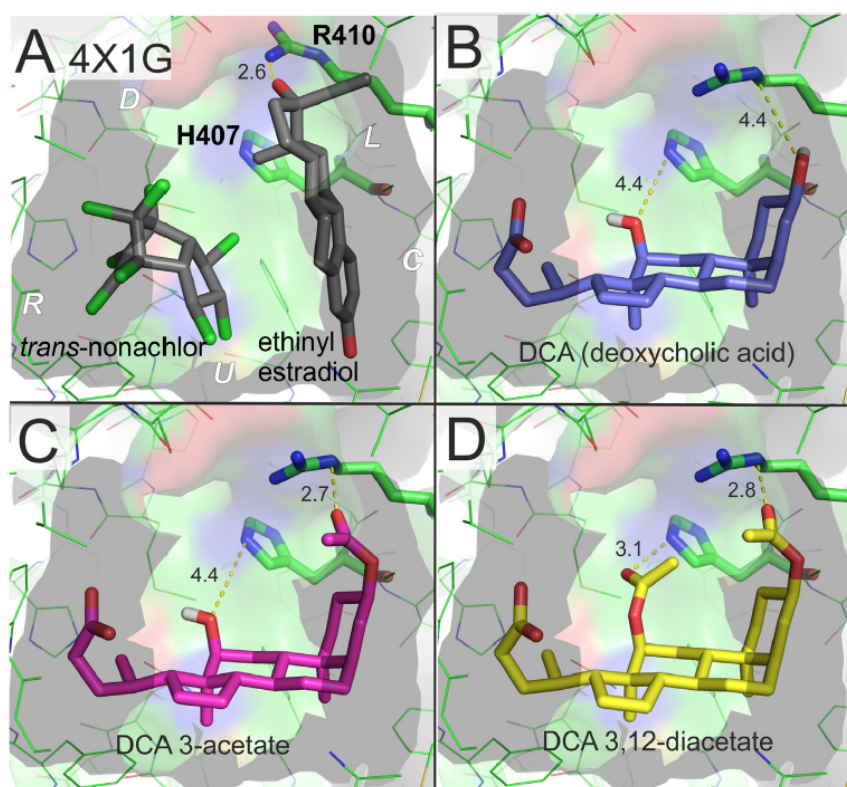 A 4X1G
R410
2.6
D
H407
L
C
R
trans-nonachlor
U
ethinyl
estradiol
B
4.4
4.4
DCA (deoxycholic acid)
C
2.7
4.4
DCA 3-acetate
D
2.8
3.1
DCA 3,12-diacetate